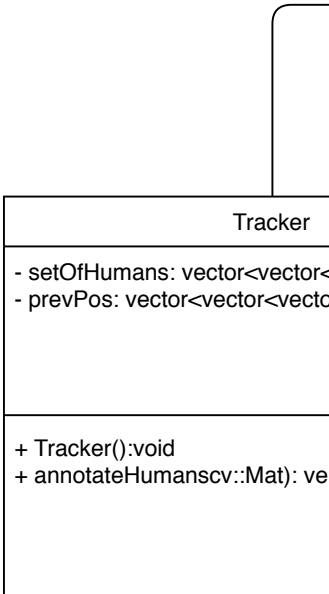 Tracker
- setOfHumans: vector<vector<
- prevPos: vector<vector<vecto
+ Tracker():void
+ annotateHumanscv::Mat): ve